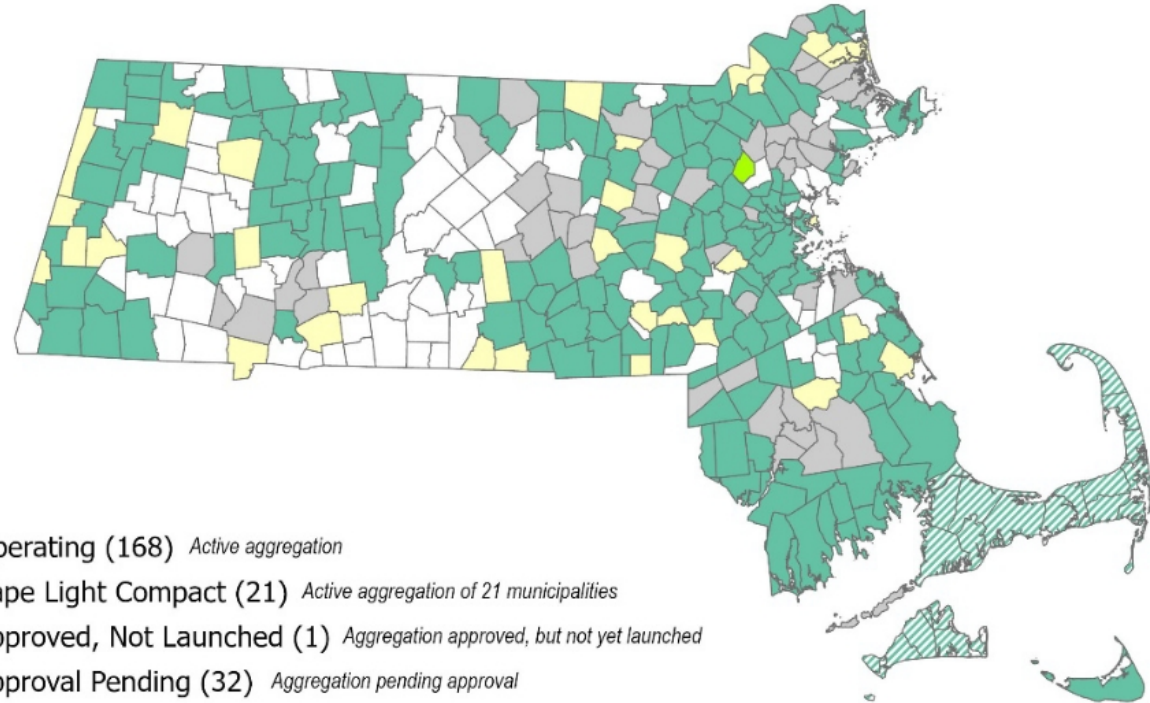 perating (168) Active aggregation
ape Light Compact (21) Active aggregation of 21 municipalities
pproved, Not Launched (1) Aggregation approved, but not yet launched
pproval Pending (32) Aggregation pending approval